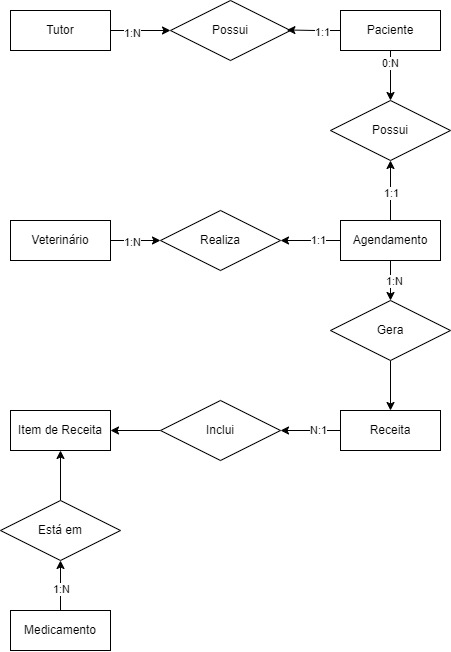 Tutor
1:N
Possui
1:1
Paciente
0:N
Possui
1:1
Veterinário
1:N
Realiza
1:1
Agendamento
1:N
Gera
Item de Receita
Inclui
N:1
Receita
Está em
1:N
Medicamento